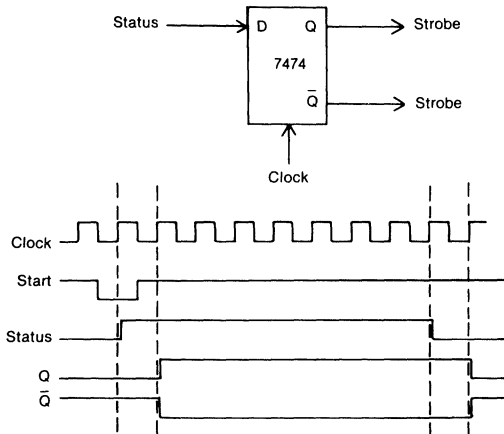 Status D Q Strobe
7474
Q̄ Strobe
Clock
Clock
Start
Status
Q
Q̄